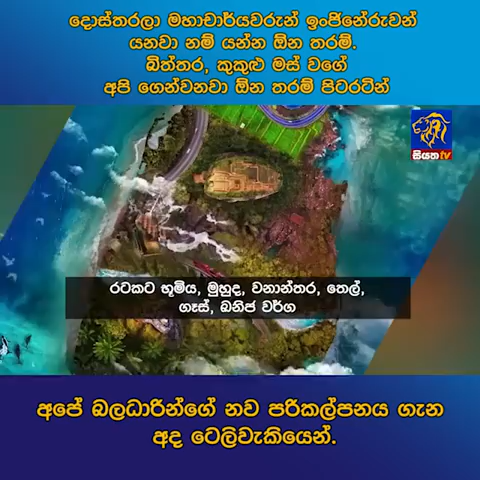 දොස්තරලා මහාචාර්යවරුන් ඉංජිනේරුවන්
යනවා නම් යන්න ඕන තරම්.
බිත්තර, කුකුළු මස් වගේ
අපි ගෙන්වනවා ඕන තරම් පිටරටින්
සියත tv
රටකට භූමිය, මුහුද, වනාන්තර, තෙල්,
ගෑස්, ඛනිජ වර්ග
අපේ බලධාරින්ගේ නව පරිකල්පනය ගැන
අද ටෙලිවැකියෙන්.